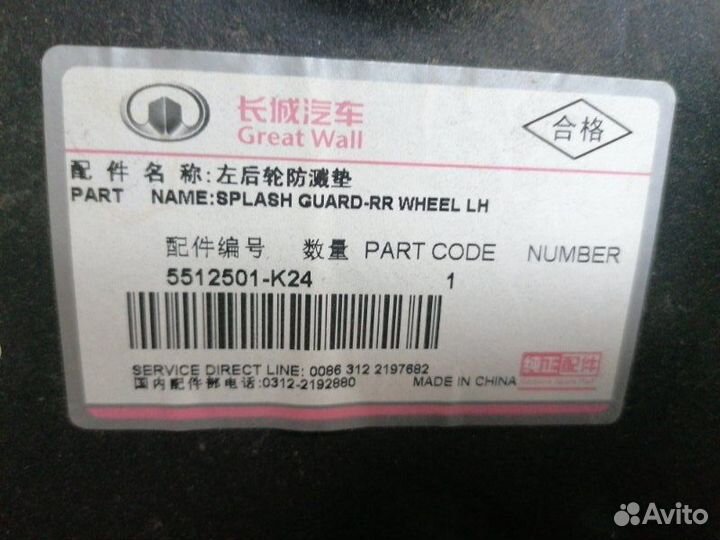 长城汽车
Great Wall
合格
配件名称:左后轮防溅垫
PART NAME:SPLASH GUARD-RR WHEEL LH
配件编号 数量 PART CODE NUMBER
5512501-K24 1
SERVICE DIRECT LINE: 0086 312 2197682
国内配件部电话:0312-2192880
MADE IN CHINA
纯正配件
Avito